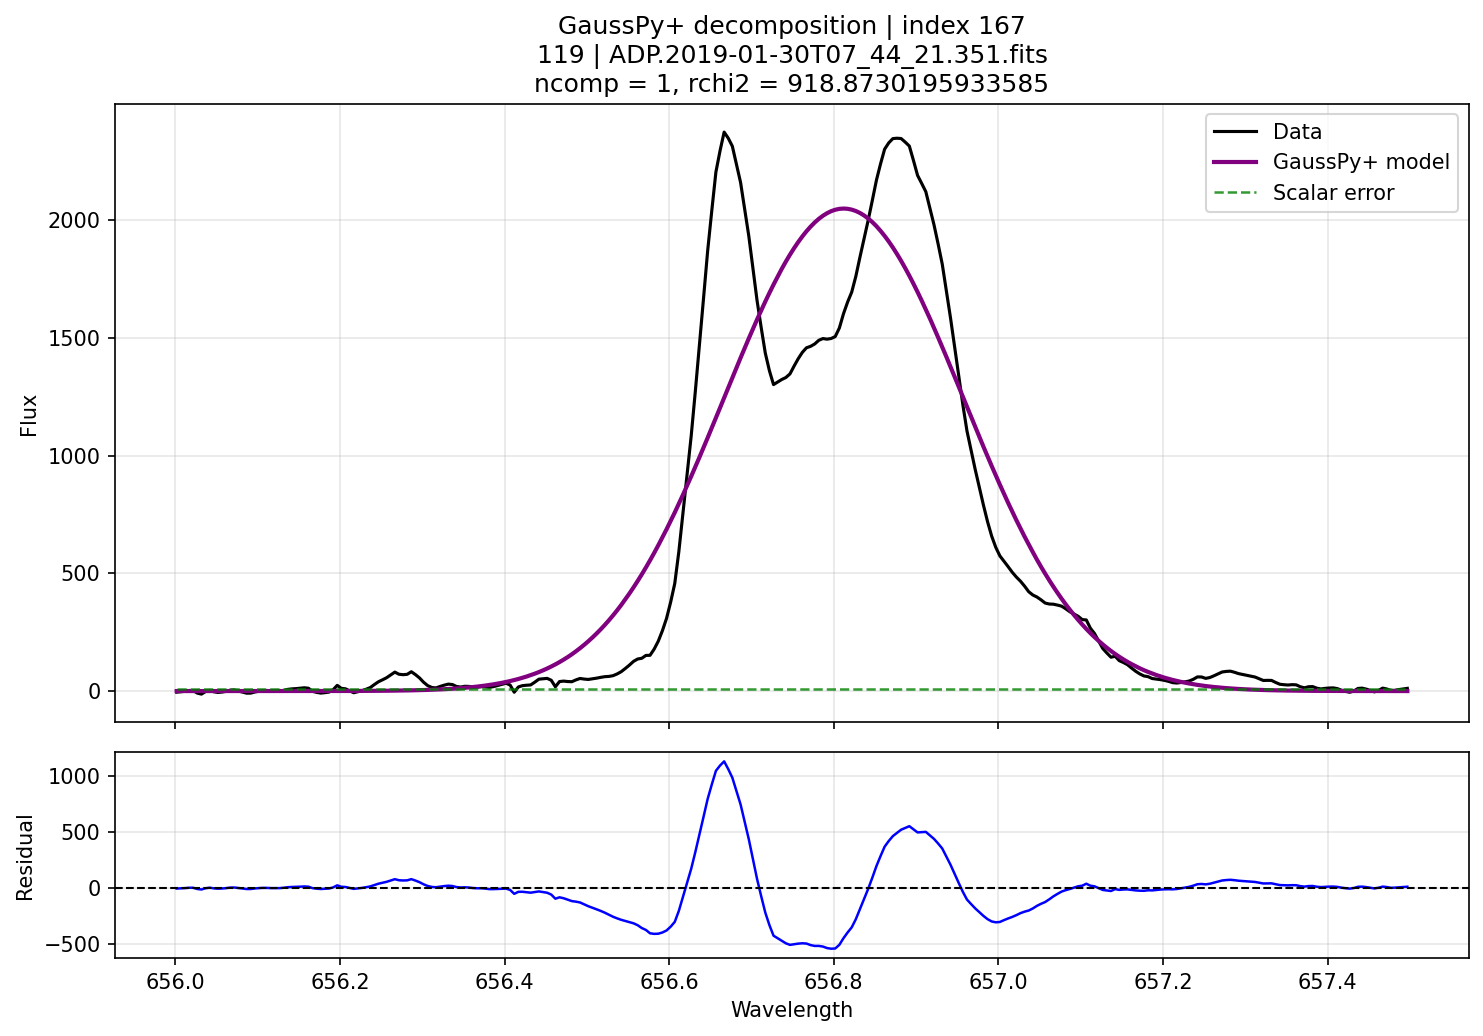 GaussPy+ decomposition | index 167
119 | ADP.2019-01-30T07_44_21.351.fits
ncomp = 1, rchi2 = 918.8730195933585
Data
GaussPy+ model
Scalar error
Flux
2000
1500
1000
500
0
Residual
1000
500
0
−500
656.0 656.2 656.4 656.6 656.8 657.0 657.2 657.4
Wavelength